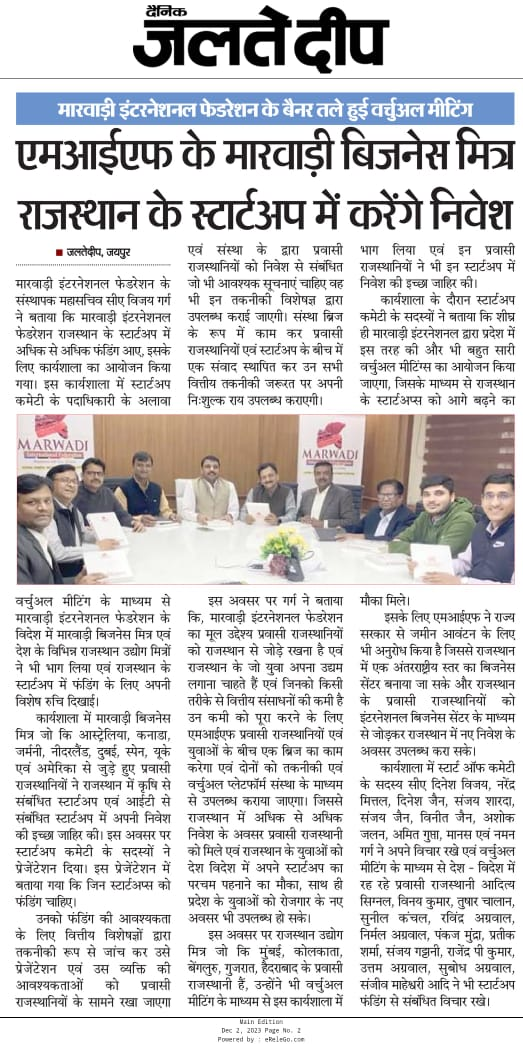 दैनिक
जलते दीप
मारवाड़ी इंटरनेशनल फेडरेशन के बैनर तले हुई वर्चुअल मीटिंग
एमआईएफ के मारवाड़ी बिजनेस मित्र
राजस्थान के स्टार्टअप में करेंगे निवेश
■ जलतेदीप, जयपुर
मारवाड़ी इंटरनेशनल फेडरेशन के
संस्थापक महासचिव सीए विजय गर्ग
ने बताया कि मारवाड़ी इंटरनेशनल
फेडरेशन राजस्थान के स्टार्टअप में
अधिक से अधिक फंडिंग आए, इसके
लिए कार्यशाला का आयोजन किया
गया। इस कार्यशाला में स्टार्टअप
कमेटी के पदाधिकारी के अलावा
वर्चुअल मीटिंग के माध्यम से
मारवाड़ी इंटरनेशनल फेडरेशन के
विदेश में मारवाड़ी बिजनेस मित्र एवं
देश के विभिन्न राजस्थान उद्योग मित्रों
ने भी भाग लिया एवं राजस्थान के
स्टार्टअप में फंडिंग के लिए अपनी
विशेष रुचि दिखाई।
कार्यशाला में मारवाड़ी बिजनेस
मित्र जो कि आस्ट्रेलिया, कनाडा,
जर्मनी, नीदरलैंड, दुबई, स्पेन, यूके
एवं अमेरिका से जुड़े हुए प्रवासी
राजस्थानियों ने राजस्थान में कृषि से
संबंधित स्टार्टअप एवं आईटी से
संबंधित स्टार्टअप में अपनी निवेश
की इच्छा जाहिर की। इस अवसर पर
स्टार्टअप कमेटी के सदस्यों ने
प्रेजेंटेशन दिया। इस प्रेजेंटेशन में
बताया गया कि जिन स्टार्टअप्स को
फंडिंग चाहिए।
उनको फंडिंग की आवश्यकता
के लिए वित्तीय विशेषज्ञों द्वारा
तकनीकी रूप से जांच कर उसे
प्रेजेंटेशन एवं उस व्यक्ति की
आवश्यकताओं को प्रवासी
राजस्थानियों के सामने रखा जाएगा
एवं संस्था के द्वारा प्रवासी
राजस्थानियों को निवेश से संबंधित
जो भी आवश्यक सूचनाएं चाहिए वह
भी इन तकनीकी विशेषज्ञ द्वारा
उपलब्ध कराई जाएगी। संस्था ब्रिज
के रूप में काम कर प्रवासी
राजस्थानियों एवं स्टार्टअप के बीच में
एक संवाद स्थापित कर उन सभी
वित्तीय तकनीकी जरूरत पर अपनी
निःशुल्क राय उपलब्ध कराएगी।
MARWADI
International Federation
MARWADI
International Federation
इस अवसर पर गर्ग ने बताया
कि, मारवाड़ी इंटरनेशनल फेडरेशन
का मूल उद्देश्य प्रवासी राजस्थानियों
को राजस्थान से जोड़े रखना है एवं
राजस्थान के जो युवा अपना उद्यम
लगाना चाहते हैं एवं जिनको किसी
तरीके से वित्तीय संसाधनों की कमी है
उन कमी को पूरा करने के लिए
एमआईएफ प्रवासी राजस्थानियों एवं
युवाओं के बीच एक ब्रिज का काम
करेगा एवं दोनों को तकनीकी एवं
वर्चुअल प्लेटफॉर्म संस्था के माध्यम
से उपलब्ध कराया जाएगा। जिससे
राजस्थान में अधिक से अधिक
निवेश के अवसर प्रवासी राजस्थानी
को मिले एवं राजस्थान के युवाओं को
देश विदेश में अपने स्टार्टअप का
परचम पहनाने का मौका, साथ ही
प्रदेश के युवाओं को रोजगार के नए
अवसर भी उपलब्ध हो सके।
इस अवसर पर राजस्थान उद्योग
मित्र जो कि मुंबई, कोलकाता,
बेंगलुरु, गुजरात, हैदराबाद के प्रवासी
राजस्थानी हैं, उन्होंने भी वर्चुअल
मीटिंग के माध्यम से इस कार्यशाला में
भाग लिया एवं इन प्रवासी
राजस्थानियों ने भी इन स्टार्टअप में
निवेश की इच्छा जाहिर की।
कार्यशाला के दौरान स्टार्टअप
कमेटी के सदस्यों ने बताया कि शीघ्र
ही मारवाड़ी इंटरनेशनल द्वारा प्रदेश में
इस तरह की और भी बहुत सारी
वर्चुअल मीटिंग्स का आयोजन किया
जाएगा, जिसके माध्यम से राजस्थान
के स्टार्टअप्स को आगे बढ़ने का
मौका मिले।
इसके लिए एमआईएफ ने राज्य
सरकार से जमीन आवंटन के लिए
भी अनुरोध किया है जिससे राजस्थान
में एक अंतराष्ट्रीय स्तर का बिजनेस
सेंटर बनाया जा सके और राजस्थान
के प्रवासी राजस्थानियों को
इंटरनेशनल बिजनेस सेंटर के माध्यम
से जोड़कर राजस्थान में नए निवेश के
अवसर उपलब्ध करा सके।
कार्यशाला में स्टार्ट ऑफ कमेटी
के सदस्य सीए दिनेश विजय, नरेंद्र
मित्तल, दिनेश जैन, संजय शारदा,
संजय जैन, विनीत जैन, अशोक
जलन, अमित गुप्ता, मानस एवं नमन
गर्ग ने अपने विचार रखे एवं वर्चुअल
मीटिंग के माध्यम से देश - विदेश में
रह रहे प्रवासी राजस्थानी आदित्य
सिग्नल, विनय कुमार, तुषार चालान,
सुनील कंचल, रविंद्र अग्रवाल,
निर्मल अग्रवाल, पंकज मुंद्रा, प्रतीक
शर्मा, संजय गट्टानी, राजेंद्र पी कुमार,
उत्तम अग्रवाल, सुबोध अग्रवाल,
संजीव माहेश्वरी आदि ने भी स्टार्टअप
फंडिंग से संबंधित विचार रखे।
Main Edition
Dec 2, 2023 Page No. 2
Powered by : eReleGo.com